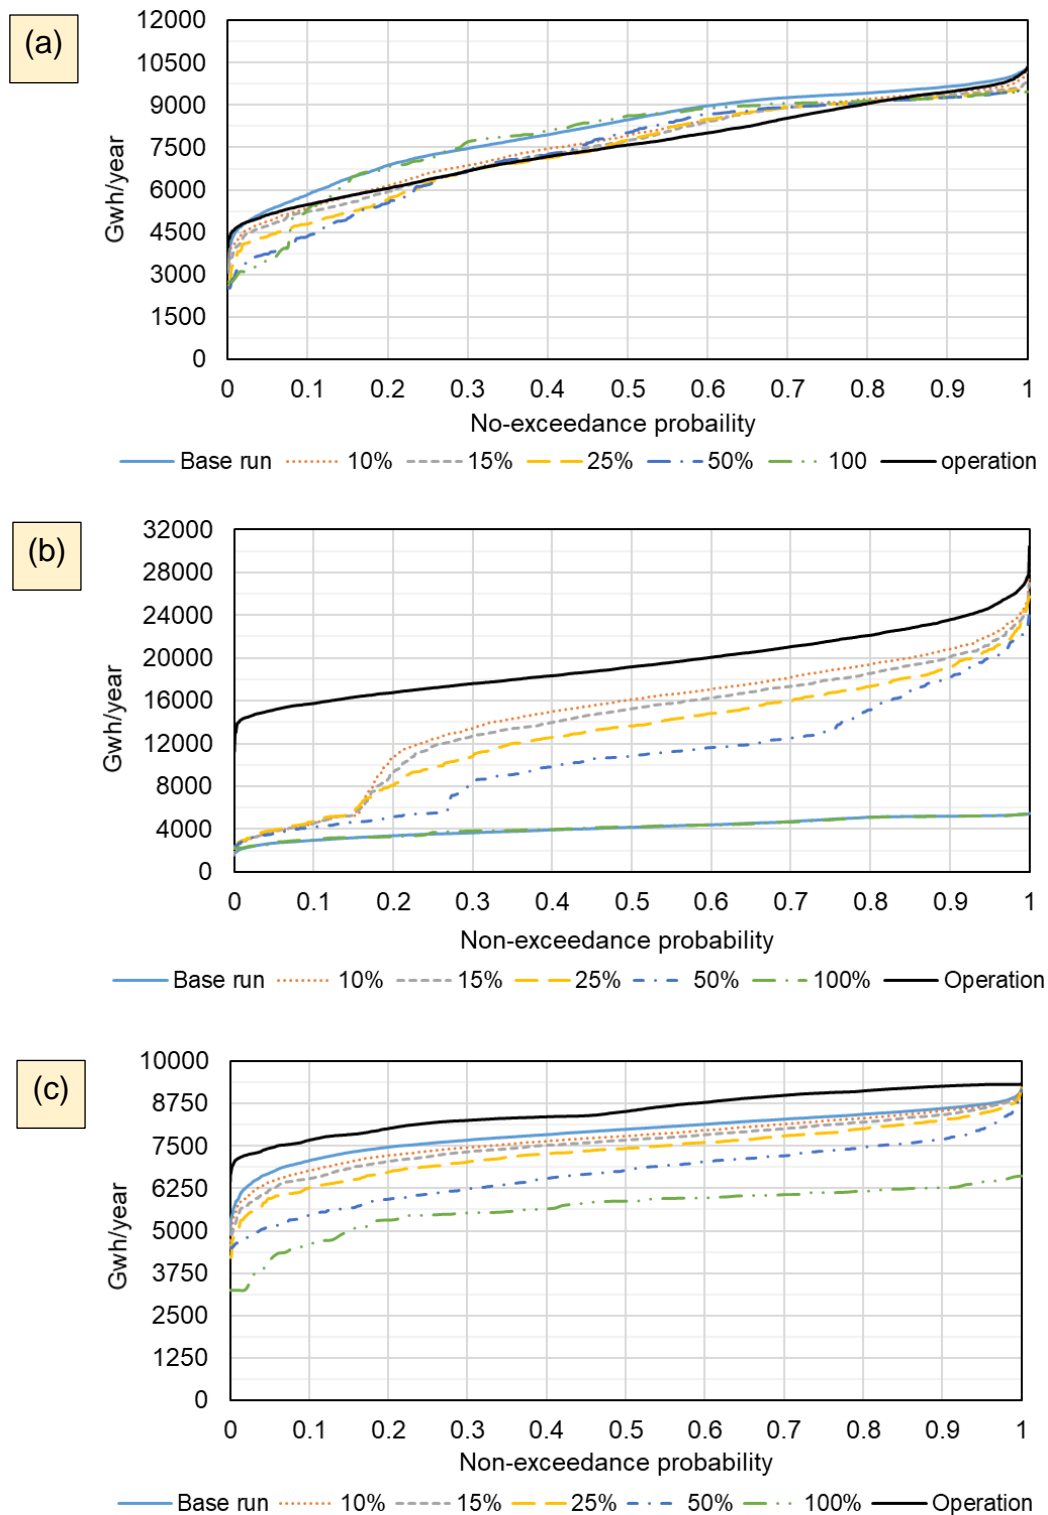 (a)
12000
10500
9000
7500
6000
4500
3000
1500
0
Gwh/year
0 0.1 0.2 0.3 0.4 0.5 0.6 0.7 0.8 0.9 1
No-exceedance probaility
Base run 10% 15% 25% 50% 100 operation
(b)
32000
28000
24000
20000
16000
12000
8000
4000
0
Gwh/year
0 0.1 0.2 0.3 0.4 0.5 0.6 0.7 0.8 0.9 1
Non-exceedance probability
Base run 10% 15% 25% 50% 100% Operation
(c)
10000
8750
7500
6250
5000
3750
2500
1250
0
Gwh/year
0 0.1 0.2 0.3 0.4 0.5 0.6 0.7 0.8 0.9 1
Non-exceedance probability
Base run 10% 15% 25% 50% 100% Operation